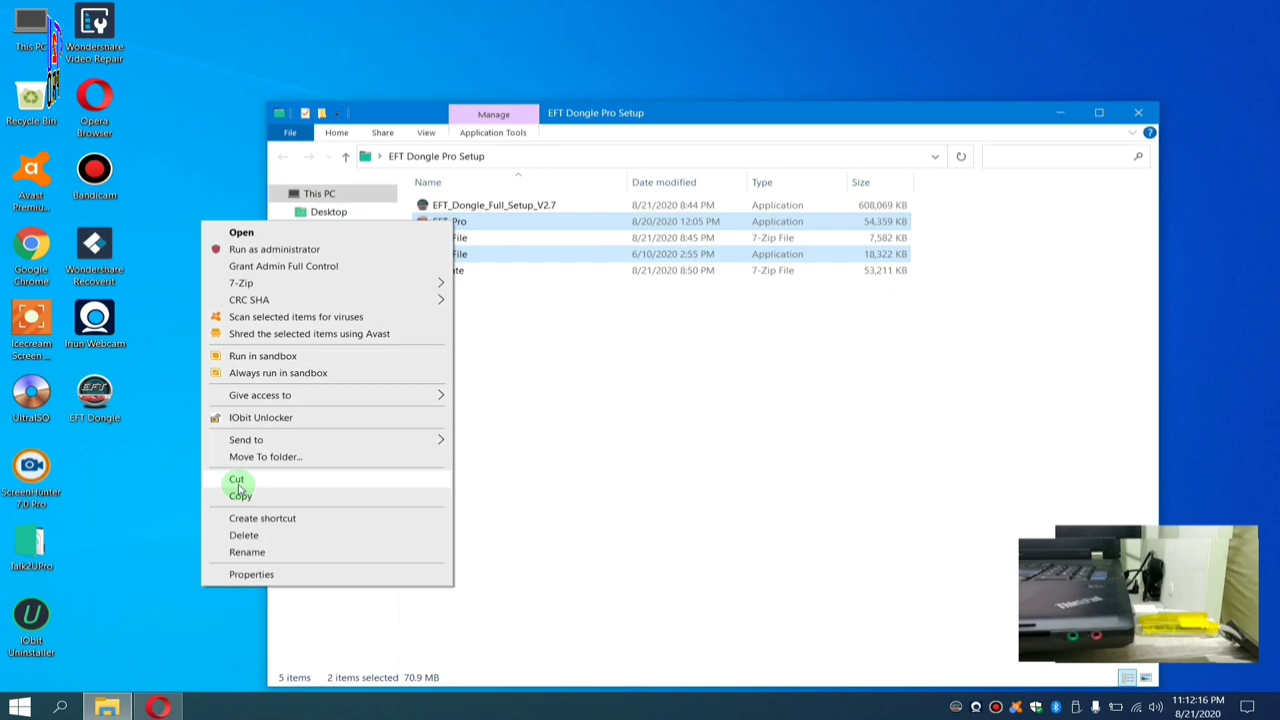 This PC
Wondershare
Video Repair
Recycle Bin
Opera
Browser
Avast
Premiu...
Bandicam
Google
Chrome
Wondershare
Recoverit
Icecream
Screen ...
Iriun Webcam
UltraISO
EFT Dongle
ScreenHunter
7.0 Pro
Talk2UPro
IObit
Uninstaller
Manage
EFT Dongle Pro Setup
File
Home
Share
View
Application Tools
EFT Dongle Pro Setup
Name
Date modified
Type
Size
This PC
Desktop
EFT_Dongle_Full_Setup_V2.7 8/21/2020 8:44 PM Application 608,069 KB
EFT_Pro 8/20/2020 12:05 PM Application 54,359 KB
File 8/21/2020 8:45 PM 7-Zip File 7,582 KB
File 6/10/2020 2:55 PM Application 18,322 KB
te 8/21/2020 8:50 PM 7-Zip File 53,211 KB
Open
Run as administrator
Grant Admin Full Control
7-Zip
CRC SHA
Scan selected items for viruses
Shred the selected items using Avast
Run in sandbox
Always run in sandbox
Give access to
IObit Unlocker
Send to
Move To folder...
Cut
Copy
Create shortcut
Delete
Rename
Properties
ThinkPad
5 items 2 items selected 70.9 MB
11:12:16 PM
8/21/2020